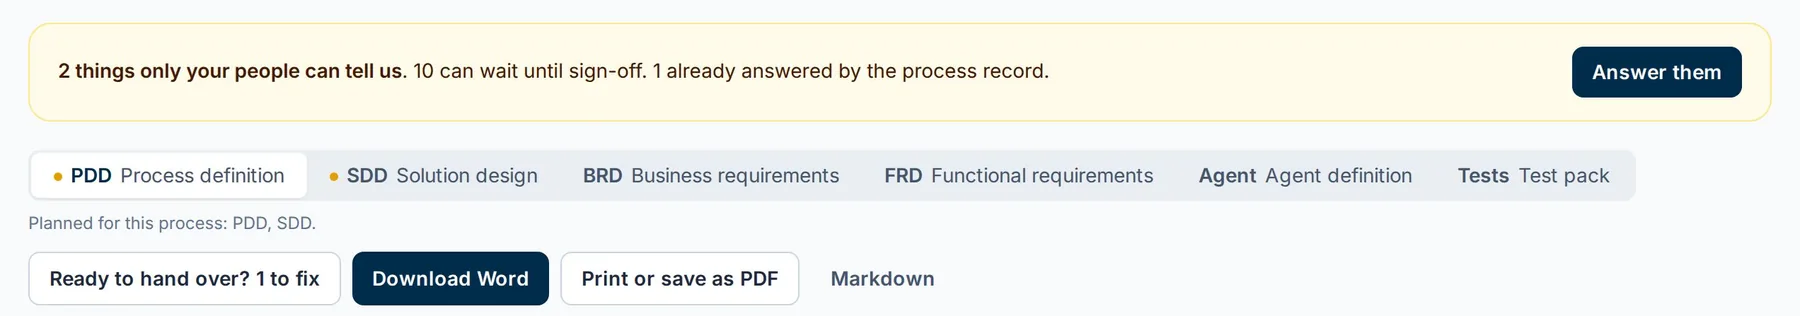 2 things only your people can tell us. 10 can wait until sign-off. 1 already answered by the process record.
Answer them
PDD Process definition
SDD Solution design
BRD Business requirements
FRD Functional requirements
Agent Agent definition
Tests Test pack
Planned for this process: PDD, SDD.
Ready to hand over? 1 to fix
Download Word
Print or save as PDF
Markdown